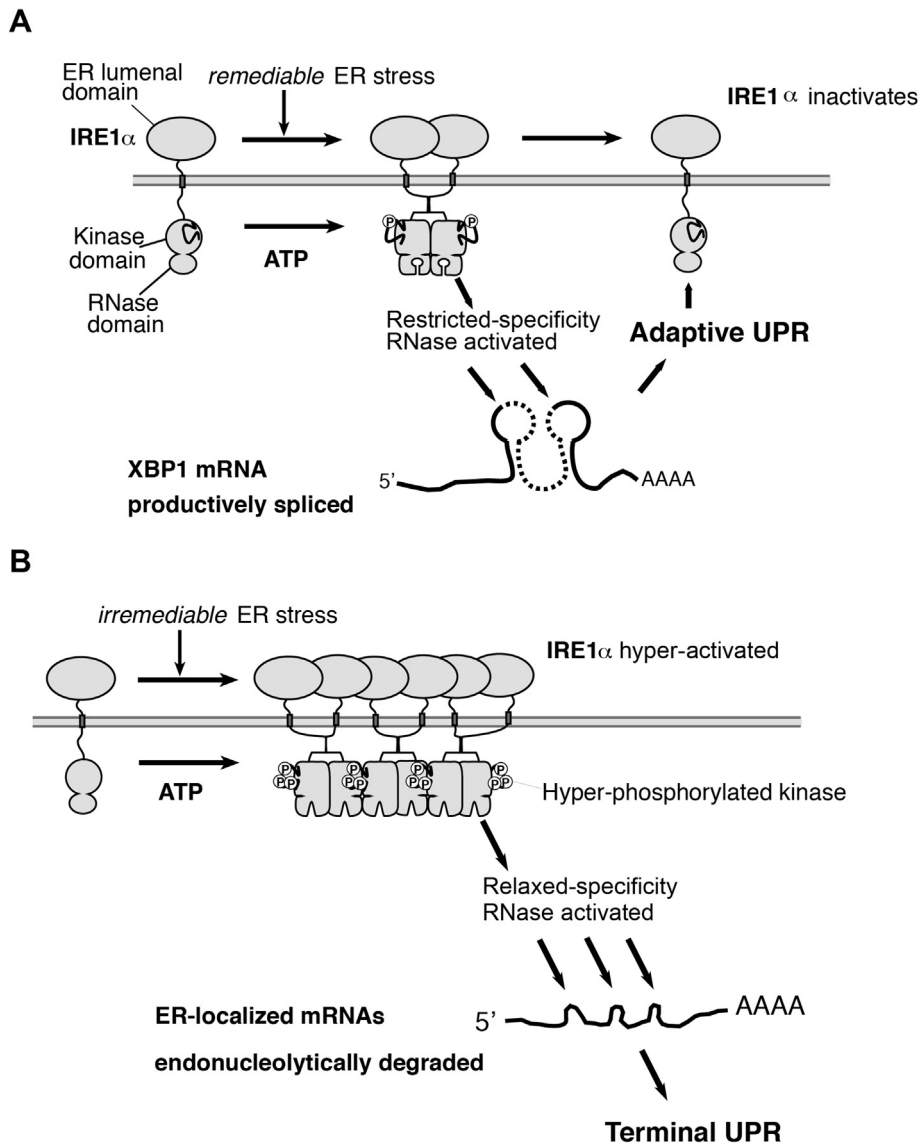 A
ER lumenal
domain
remediable ER stress
IRE1α
IRE1 α inactivates
P
P
Kinase
domain
ATP
RNase
domain
Restricted-specificity
RNase activated
Adaptive UPR
XBP1 mRNA
productively spliced
5’
AAAA
B
irremediable ER stress
IRE1α hyper-activated
ATP
P
P P
P
P P
P
P P
P
P P
Hyper-phosphorylated kinase
Relaxed-specificity
RNase activated
ER-localized mRNAs
endonucleolytically degraded
5’
AAAA
Terminal UPR